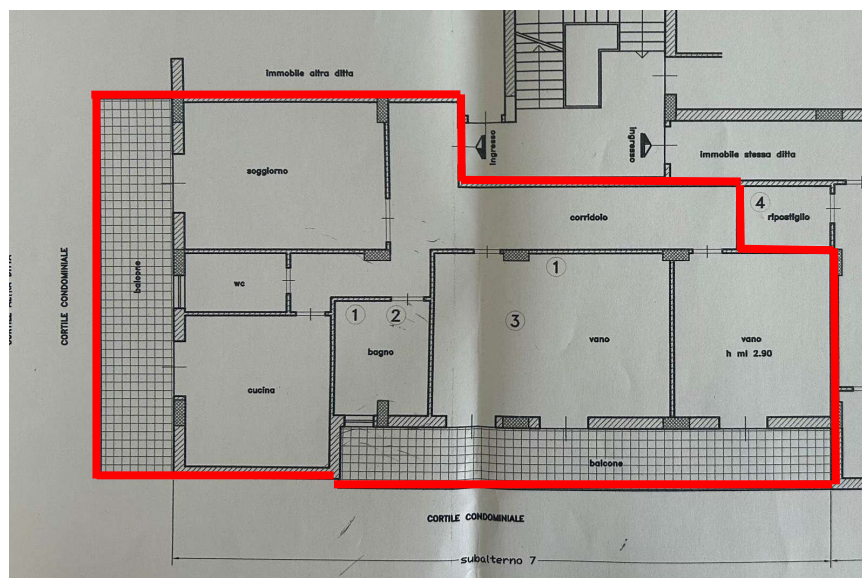 immobile altra ditta
ingresso
ingresso
immobile stessa ditta
soggiorno
4
ripostiglio
corridoio
CORTILE CONDOMINIALE
balcone
wc
1
1
2
3
vano
vano
h ml 2.90
bagno
cucina
balcone
CORTILE CONDOMINIALE
subalterno 7